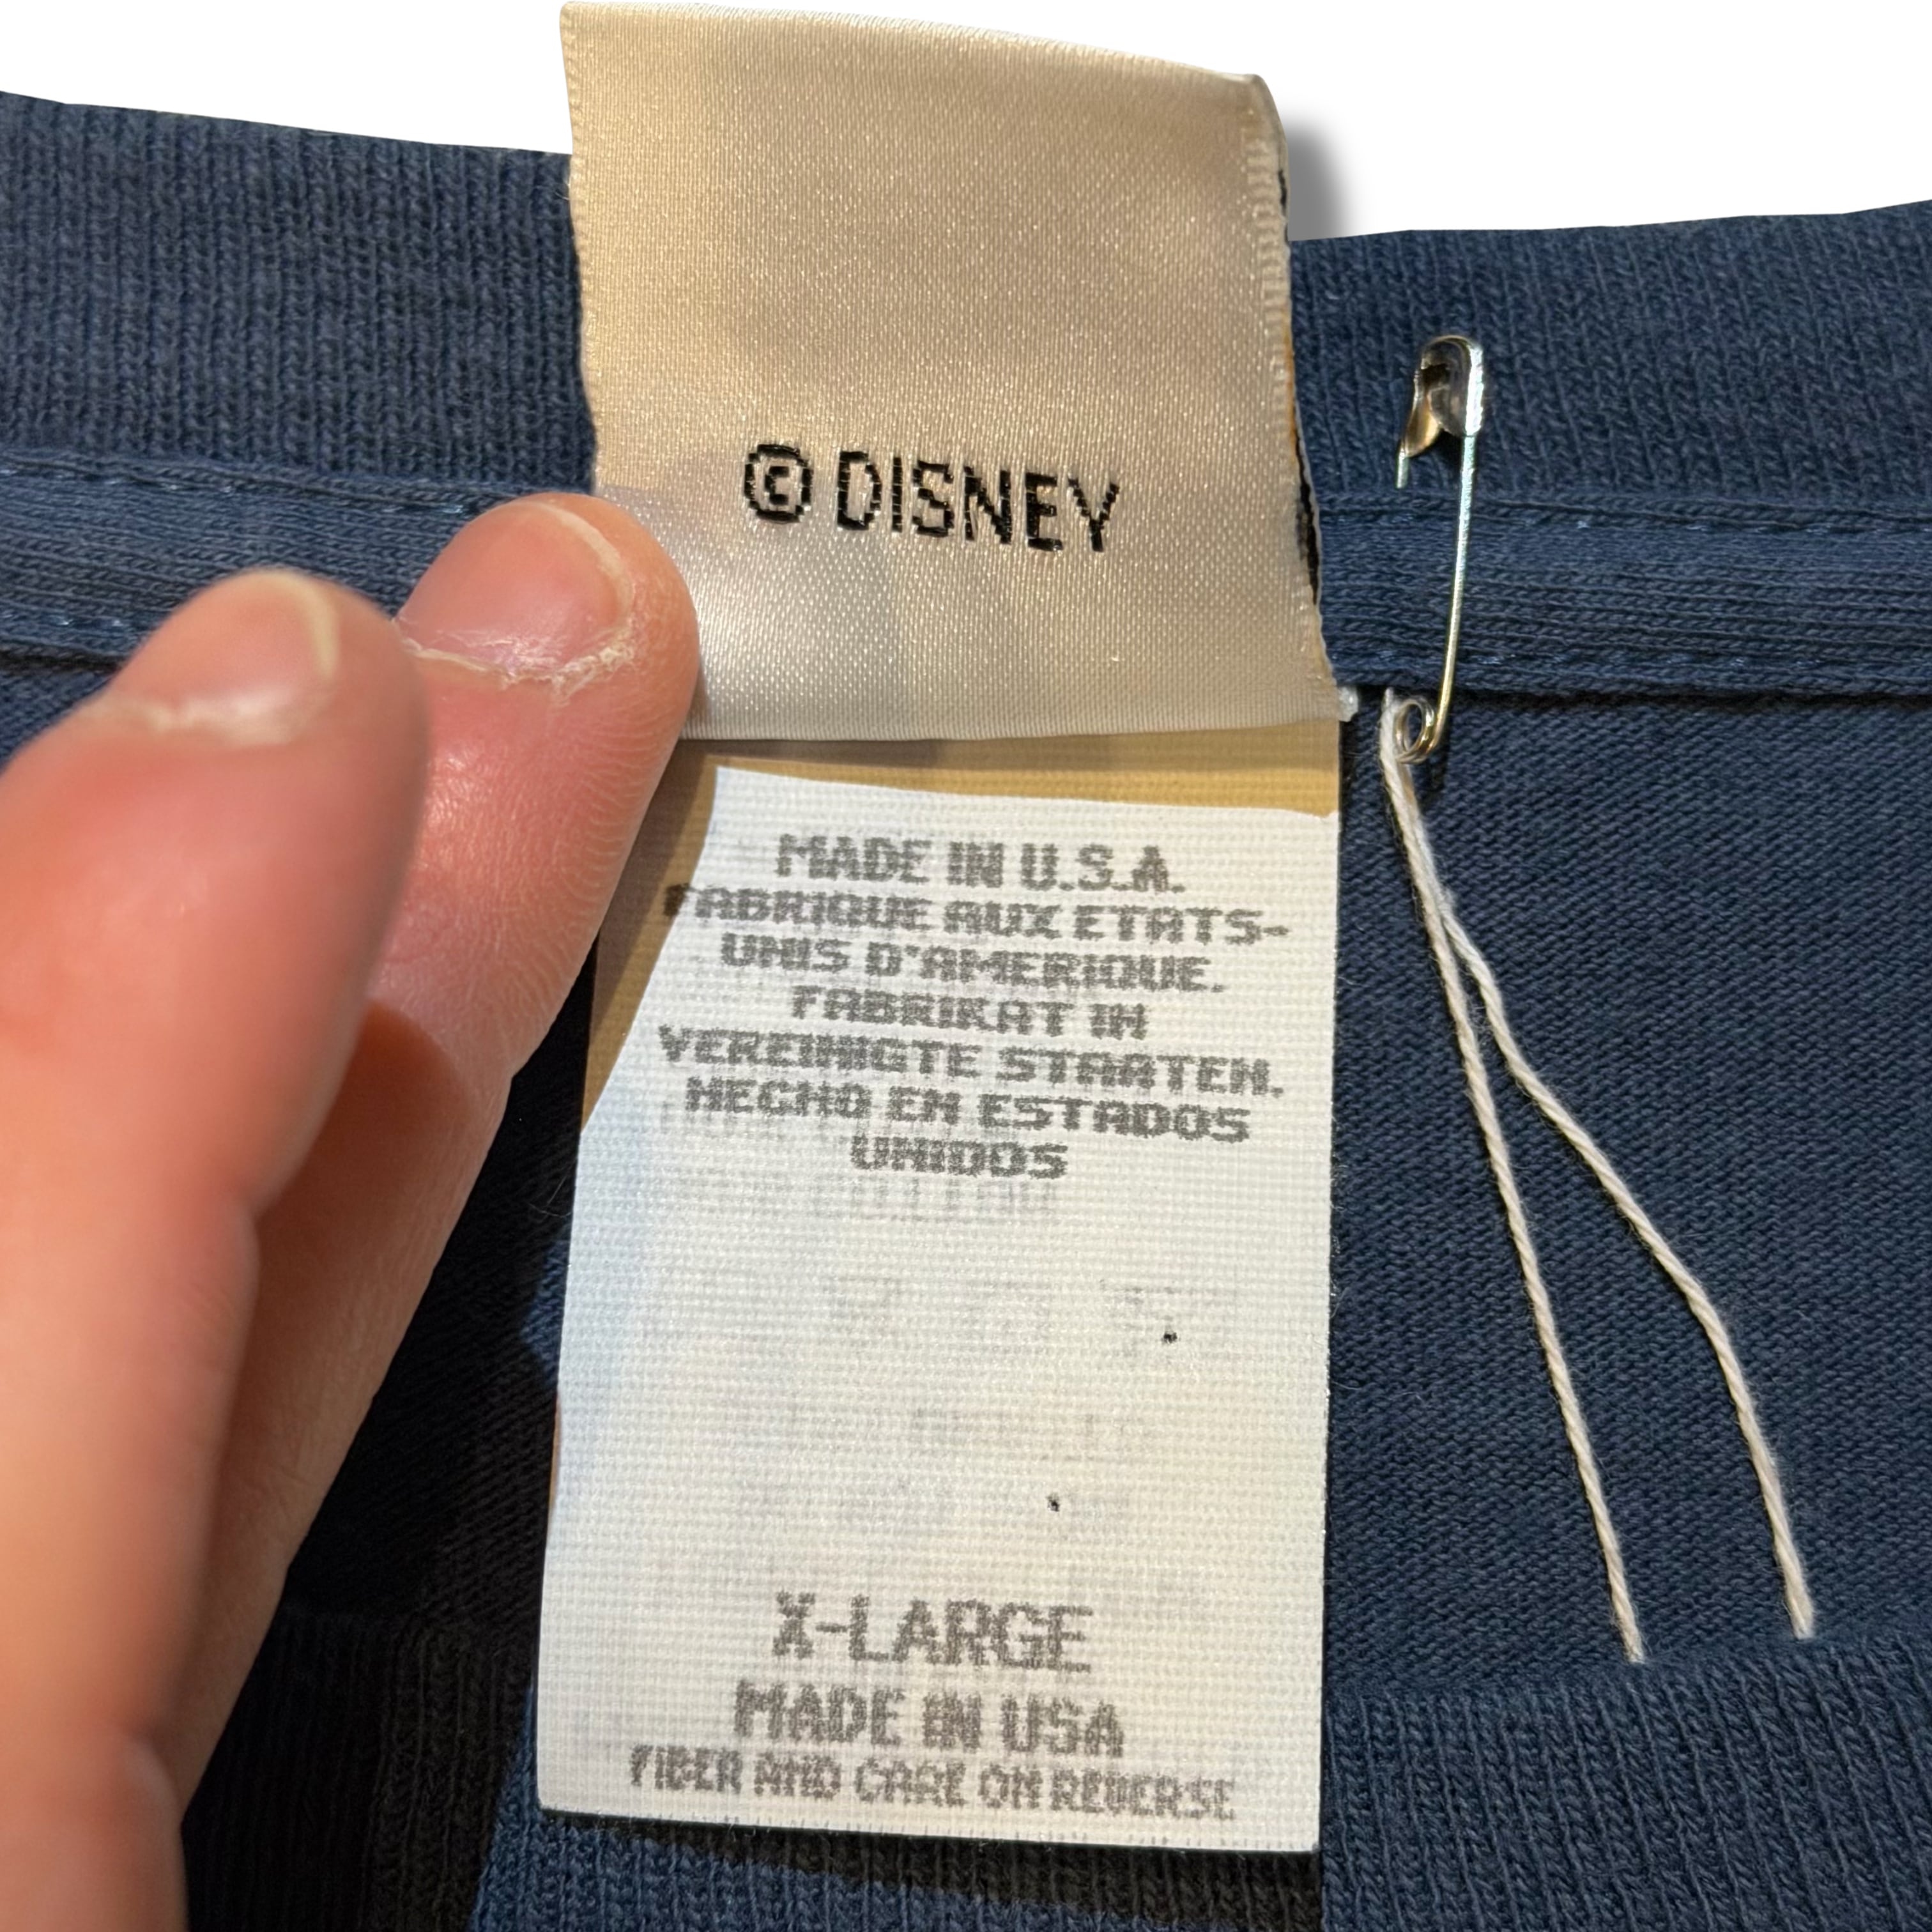 © DISNEY
MADE IN U.S.A.
FABRIQUE AUX ETATS-
UNIS D'AMERIQUE.
FABRIKAT IN
VEREINIGTE STAATEN.
HECHO EN ESTADOS
UNIDOS
X-LARGE
MADE IN USA
FIBER AND CARE ON REVERSE